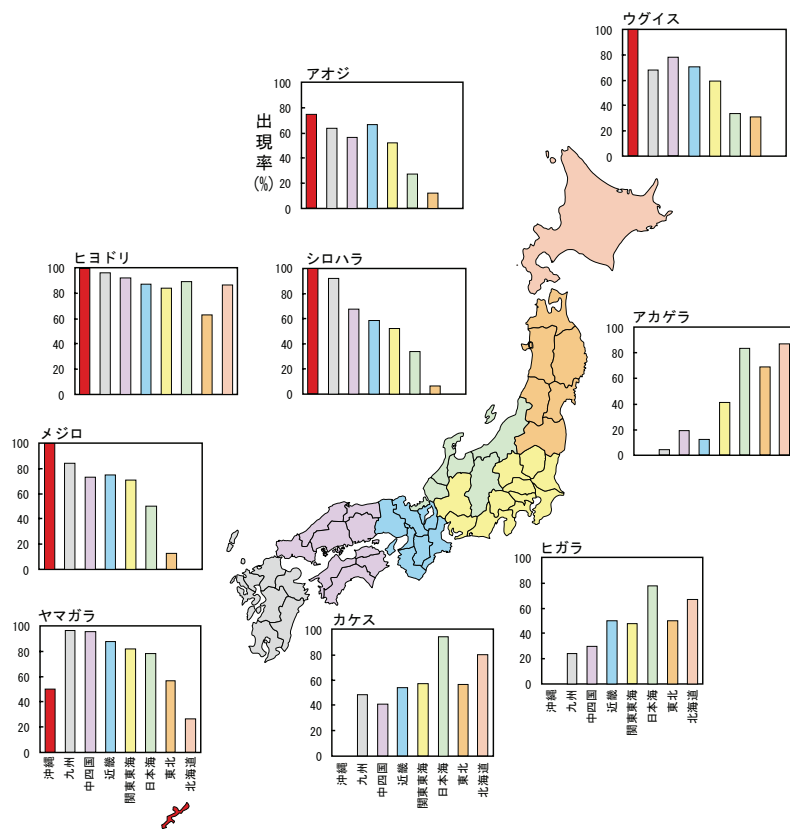 ウグイス
100
80
60
40
20
0
アオジ
100
80
60
40
20
0
出現率(%)
ヒヨドリ
100
80
60
40
20
0
シロハラ
100
80
60
40
20
0
アカゲラ
100
80
60
40
20
0
メジロ
100
80
60
40
20
0
ヒガラ
100
80
60
40
20
0
沖縄
九州
中四国
近畿
関東東海
日本海
東北
北海道
ヤマガラ
100
80
60
40
20
0
沖縄
九州
中四国
近畿
関東東海
日本海
東北
北海道
カケス
100
80
60
40
20
0
沖縄
九州
中四国
近畿
関東東海
日本海
東北
北海道